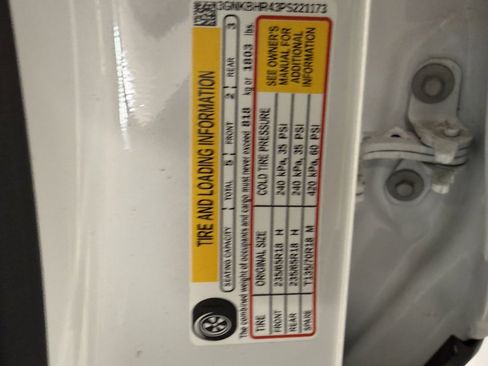 3GNKBHR43PS221173
TIRE AND LOADING INFORMATION
SEATING CAPACITY TOTAL 5 FRONT 2 REAR 3
The combined weight of occupants and cargo must never exceed 818 kg or 1803 lbs.
TIRE ORIGINAL SIZE COLD TIRE PRESSURE
FRONT 235/65R18 H 240 kPa, 35 PSI
REAR 235/65R18 H 240 kPa, 35 PSI
SPARE T135/70R18 M 420 kPa, 60 PSI
SEE OWNER'S
MANUAL FOR
ADDITIONAL
INFORMATION